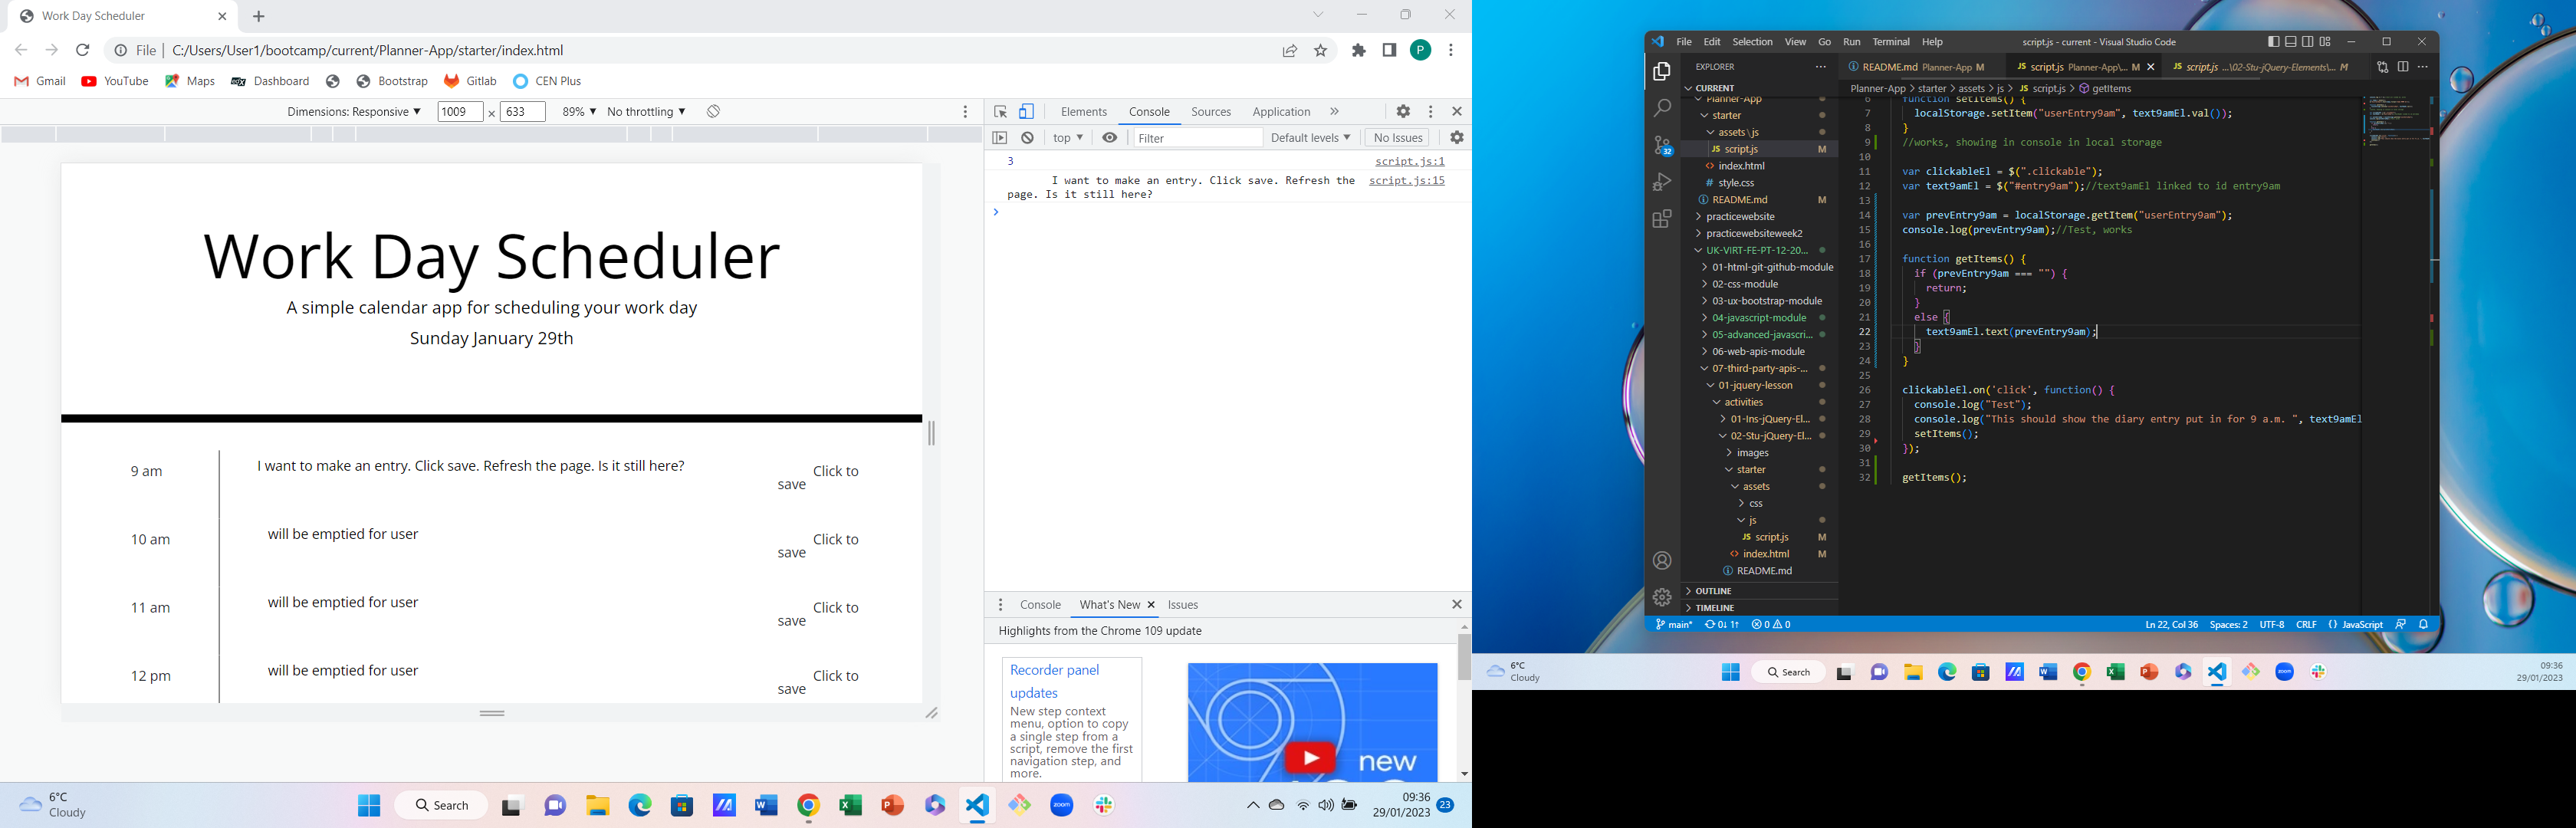 Work Day Scheduler
File C:/Users/User1/bootcamp/current/Planner-App/starter/index.html
P
Gmail YouTube Maps Dashboard Bootstrap Gitlab CEN Plus
Dimensions: Responsive ▼ 1009 × 633 89% ▼ No throttling ▼
Elements Console Sources Application »
top ▼ Filter Default levels ▼ No Issues
3 script.js:1
I want to make an entry. Click save. Refresh the script.js:15
page. Is it still here?
>
Work Day Scheduler
A simple calendar app for scheduling your work day
Sunday January 29th
9 am I want to make an entry. Click save. Refresh the page. Is it still here? Click to
save
10 am will be emptied for user Click to
save
11 am will be emptied for user Click to
save
12 pm will be emptied for user Click to
save
Console What's New Issues
Highlights from the Chrome 109 update
Recorder panel
updates
New step context
menu, option to copy
a single step from a
script, remove the first
navigation step, and
more.
new
6°C
Cloudy
Search
zoom
09:36
29/01/2023
23
File Edit Selection View Go Run Terminal Help script.js - current - Visual Studio Code
EXPLORER
CURRENT
Planner-App
starter
assets\js
JS script.js M
<> index.html
# style.css
README.md M
practicewebsite
practicewebsiteweek2
UK-VIRT-FE-PT-12-20...
01-html-git-github-module
02-css-module
03-ux-bootstrap-module
04-javascript-module
05-advanced-javascri...
06-web-apis-module
07-third-party-apis-...
01-jquery-lesson
activities
01-Ins-jQuery-El...
02-Stu-jQuery-El...
images
starter
assets
css
js
JS script.js M
<> index.html M
README.md
OUTLINE
TIMELINE
32
README.md Planner-App M JS script.js Planner-App\... M JS script.js ...\02-Stu-jQuery-Elements\... M
Planner-App > starter > assets > js > JS script.js > getItems
6 function setItems() {
7 localStorage.setItem("userEntry9am", text9amEl.val());
8 }
9 //works, showing in console in local storage
10
11 var clickableEl = $(".clickable");
12 var text9amEl = $("#entry9am");//text9amEl linked to id entry9am
13
14 var prevEntry9am = localStorage.getItem("userEntry9am");
15 console.log(prevEntry9am);//Test, works
16
17 function getItems() {
18 if (prevEntry9am === "") {
19 return;
20 }
21 else {
22 text9amEl.text(prevEntry9am);
23 }
24 }
25
26 clickableEl.on('click', function() {
27 console.log("Test");
28 console.log("This should show the diary entry put in for 9 a.m. ", text9amEl
29 setItems();
30 });
31
32 getItems();
main* 0↓ 1↑ 0 0 Ln 22, Col 36 Spaces: 2 UTF-8 CRLF {} JavaScript
6°C
Cloudy
Search
zoom
09:36
29/01/2023